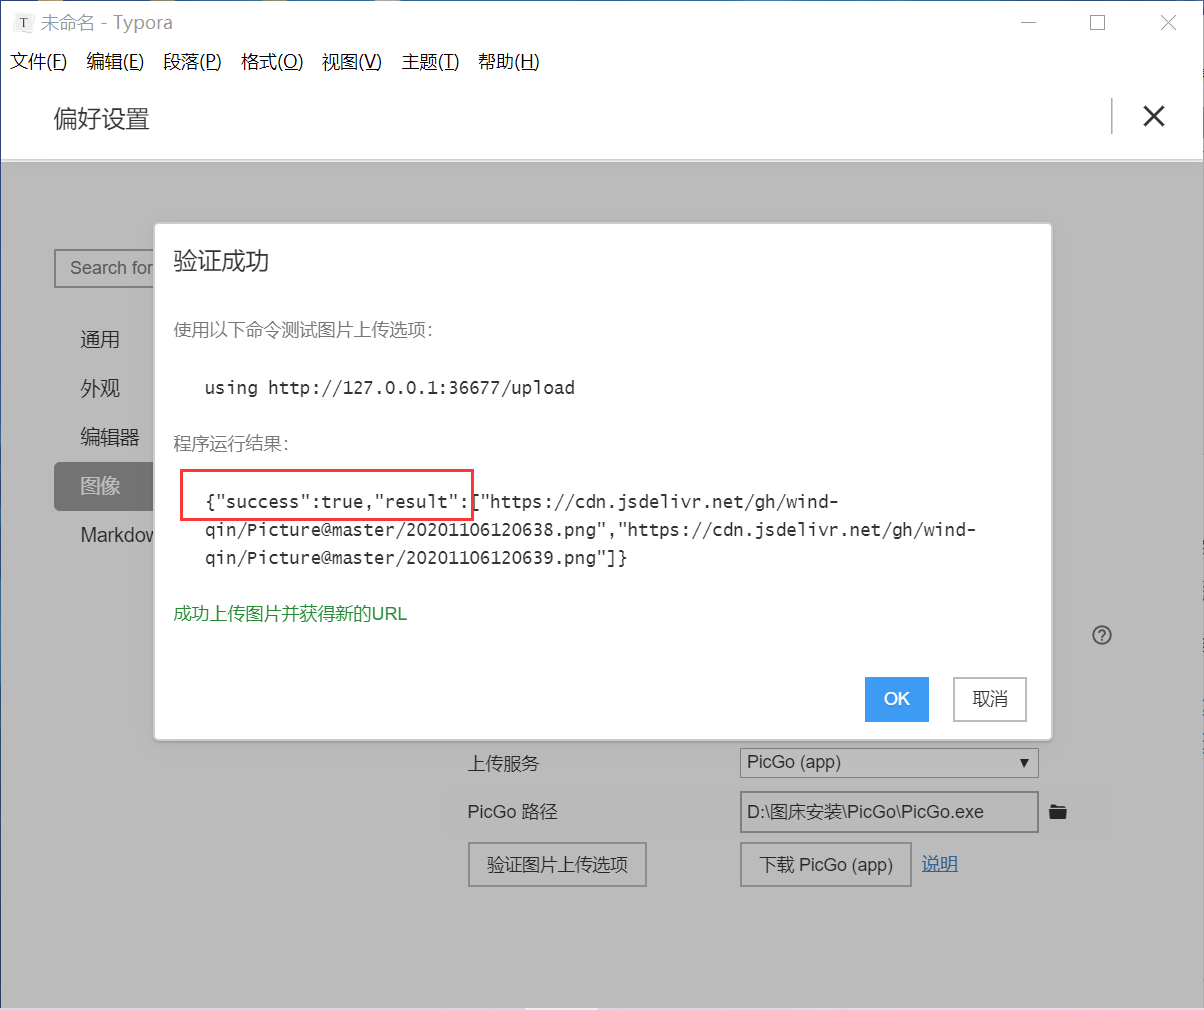 T 未命名 - Typora
文件(F) 编辑(E) 段落(P) 格式(O) 视图(V) 主题(T) 帮助(H)
偏好设置
Search for
通用
外观
编辑器
图像
Markdow
验证成功
使用以下命令测试图片上传选项:
using http://127.0.0.1:36677/upload
程序运行结果:
{"success":true,"result":["https://cdn.jsdelivr.net/gh/wind-
qin/Picture@master/20201106120638.png","https://cdn.jsdelivr.net/gh/wind-
qin/Picture@master/20201106120639.png"]}
成功上传图片并获得新的URL
OK 取消
上传服务 PicGo (app)
PicGo 路径 D:\图床安装\PicGo\PicGo.exe
验证图片上传选项 下载 PicGo (app) 说明